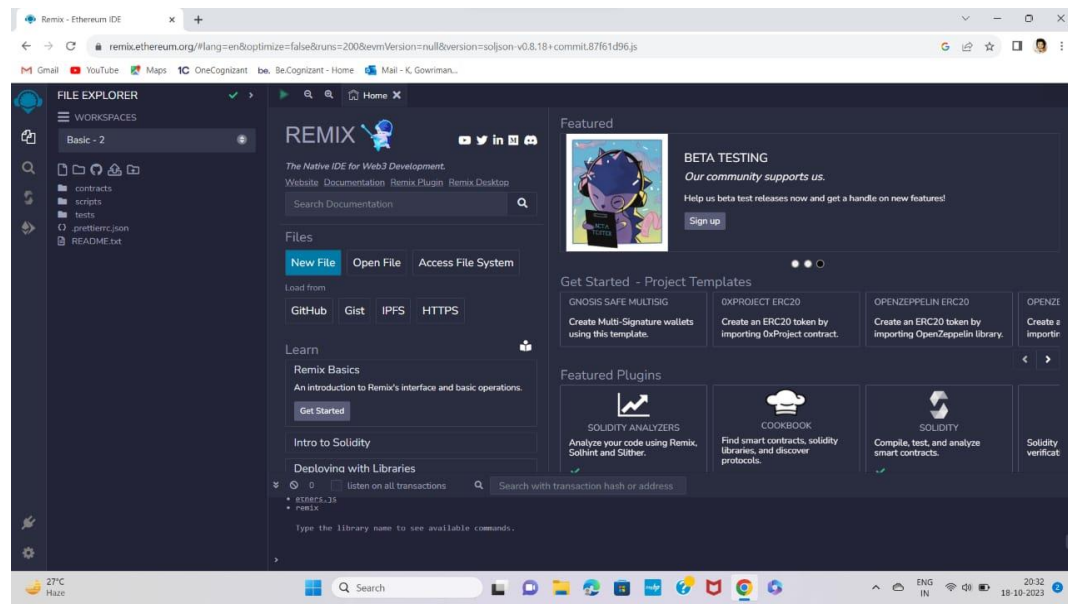 Remix - Ethereum IDE
remix.ethereum.org/#lang=en&optimize=false&runs=200&evmVersion=null&version=soljson-v0.8.18+commit.87f61d96.js
Gmail YouTube Maps 1C OneCognizant be. Be.Cognizant - Home Mail - K, Gowriman...
FILE EXPLORER
WORKSPACES
Basic - 2
contracts
scripts
tests
.prettierrc.json
README.txt
Home
REMIX
The Native IDE for Web3 Development.
Website Documentation Remix Plugin Remix Desktop
Search Documentation
Files
New File Open File Access File System
Load from
GitHub Gist IPFS HTTPS
Learn
Remix Basics
An introduction to Remix's interface and basic operations.
Get Started
Intro to Solidity
Deploying with Libraries
Featured
BETA TESTER
BETA TESTING
Our community supports us.
Help us beta test releases now and get a handle on new features!
Sign up
Get Started - Project Templates
GNOSIS SAFE MULTISIG
Create Multi-Signature wallets
using this template.
0XPROJECT ERC20
Create an ERC20 token by
importing 0xProject contract.
OPENZEPPELIN ERC20
Create an ERC20 token by
importing OpenZeppelin library.
OPENZE
Create a
importin
Featured Plugins
SOLIDITY ANALYZERS
Analyze your code using Remix,
Solhint and Slither.
COOKBOOK
Find smart contracts, solidity
libraries, and discover
protocols.
SOLIDITY
Compile, test, and analyze
smart contracts.
Solidity
verificati
0 listen on all transactions Search with transaction hash or address
• ethers.js
• remix
Type the library name to see available commands.
>
27°C
Haze
Search
ENG
IN
20:32
18-10-2023
2